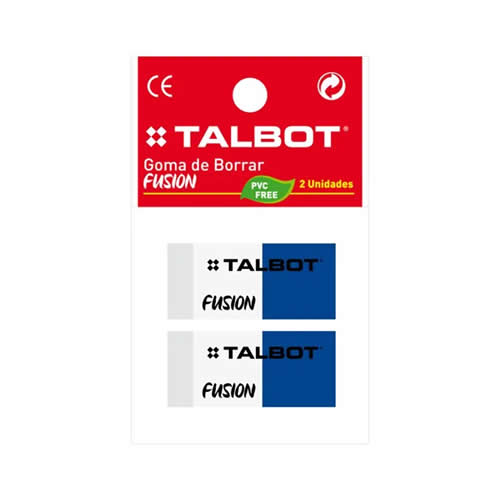 CE
TALBOT®
Goma de Borrar
FUSION
PVC
FREE
2 Unidades
TALBOT
FUSION
TALBOT
FUSION